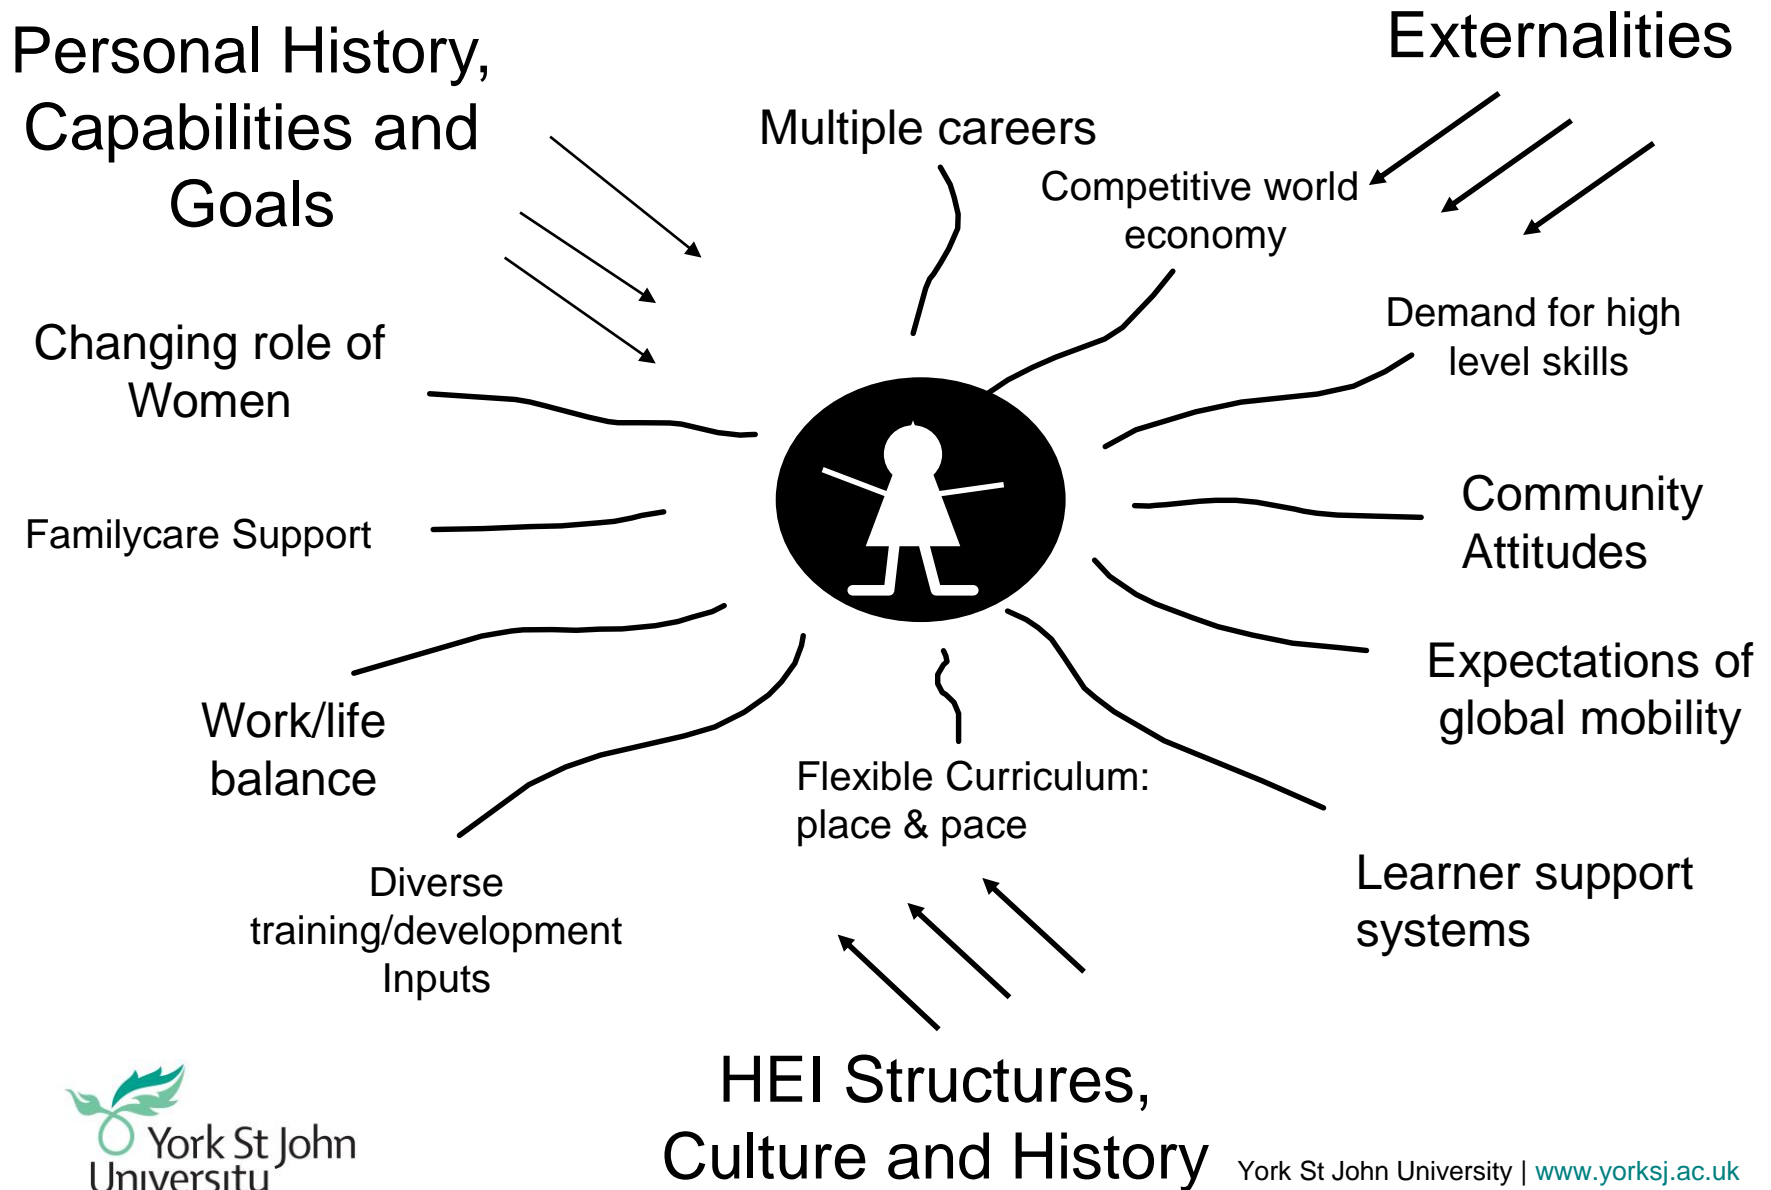 Personal History,
Capabilities and
Goals
Externalities
Multiple careers
Competitive world
economy
Demand for high
level skills
Changing role of
Women
Community
Attitudes
Familycare Support
Expectations of
global mobility
Work/life
balance
Flexible Curriculum:
place & pace
Learner support
systems
Diverse
training/development
Inputs
HEI Structures,
Culture and History
York St John
University
York St John University | www.yorksj.ac.uk